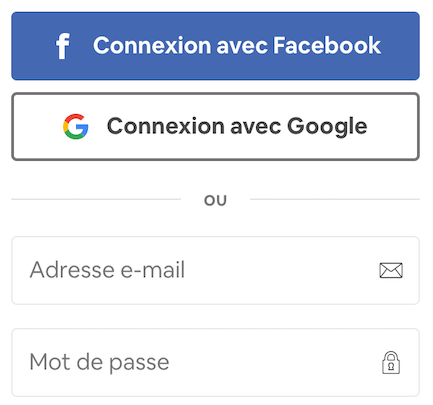 Connexion avec Facebook
Connexion avec Google
ou
Adresse e-mail
Mot de passe